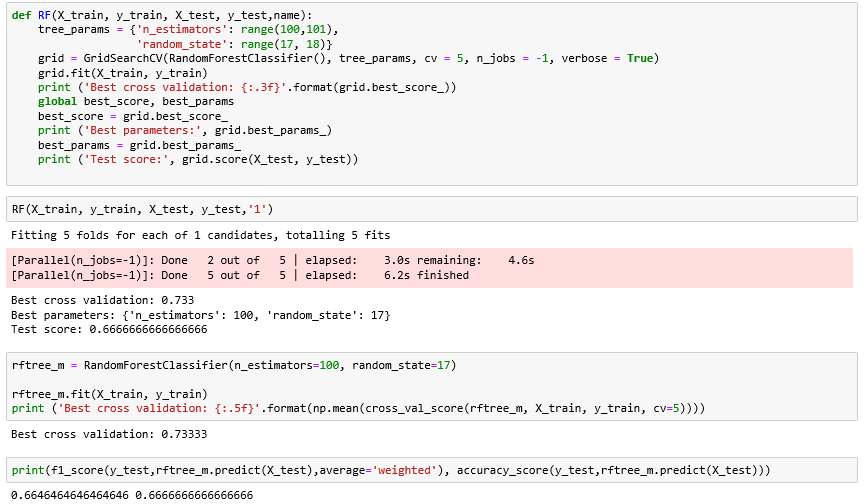 def RF(X_train, y_train, X_test, y_test,name):
    tree_params = {'n_estimators': range(100,101),
                   'random_state': range(17, 18)}
    grid = GridSearchCV(RandomForestClassifier(), tree_params, cv = 5, n_jobs = -1, verbose = True)
    grid.fit(X_train, y_train)
    print ('Best cross validation: {:.3f}'.format(grid.best_score_))
    global best_score, best_params
    best_score = grid.best_score_
    print ('Best parameters:', grid.best_params_)
    best_params = grid.best_params_
    print ('Test score:', grid.score(X_test, y_test))
RF(X_train, y_train, X_test, y_test,'1')
Fitting 5 folds for each of 1 candidates, totalling 5 fits
[Parallel(n_jobs=-1)]: Done   2 out of   5 | elapsed:    3.0s remaining:    4.6s
[Parallel(n_jobs=-1)]: Done   5 out of   5 | elapsed:    6.2s finished
Best cross validation: 0.733
Best parameters: {'n_estimators': 100, 'random_state': 17}
Test score: 0.6666666666666666
rftree_m = RandomForestClassifier(n_estimators=100, random_state=17)
rftree_m.fit(X_train, y_train)
print ('Best cross validation: {:.5f}'.format(np.mean(cross_val_score(rftree_m, X_train, y_train, cv=5))))
Best cross validation: 0.73333
print(f1_score(y_test,rftree_m.predict(X_test),average='weighted'), accuracy_score(y_test,rftree_m.predict(X_test)))
0.6646464646464646 0.6666666666666666